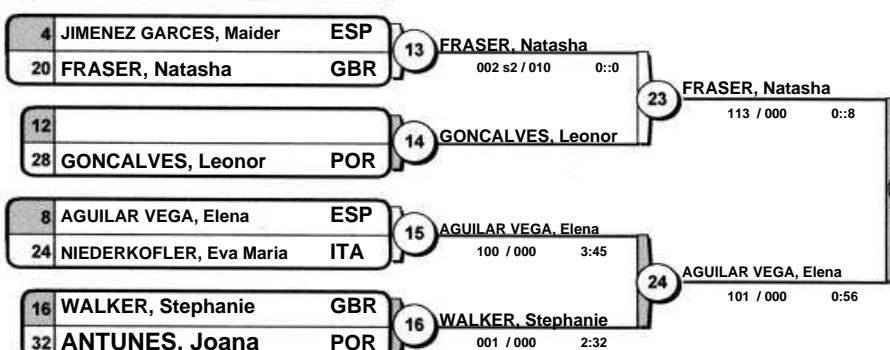 4 JIMENEZ GARCES, Maider ESP
20 FRASER, Natasha GBR
13
FRASER, Natasha
002 s2 / 010 0::0
12
28 GONCALVES, Leonor POR
14
GONCALVES, Leonor
23
FRASER, Natasha
113 / 000 0::8
8 AGUILAR VEGA, Elena ESP
24 NIEDERKOFLER, Eva Maria ITA
15
AGUILAR VEGA, Elena
100 / 000 3:45
16 WALKER, Stephanie GBR
32 ANTUNES, Joana POR
16
WALKER, Stephanie
001 / 000 2:32
24
AGUILAR VEGA, Elena
101 / 000 0:56